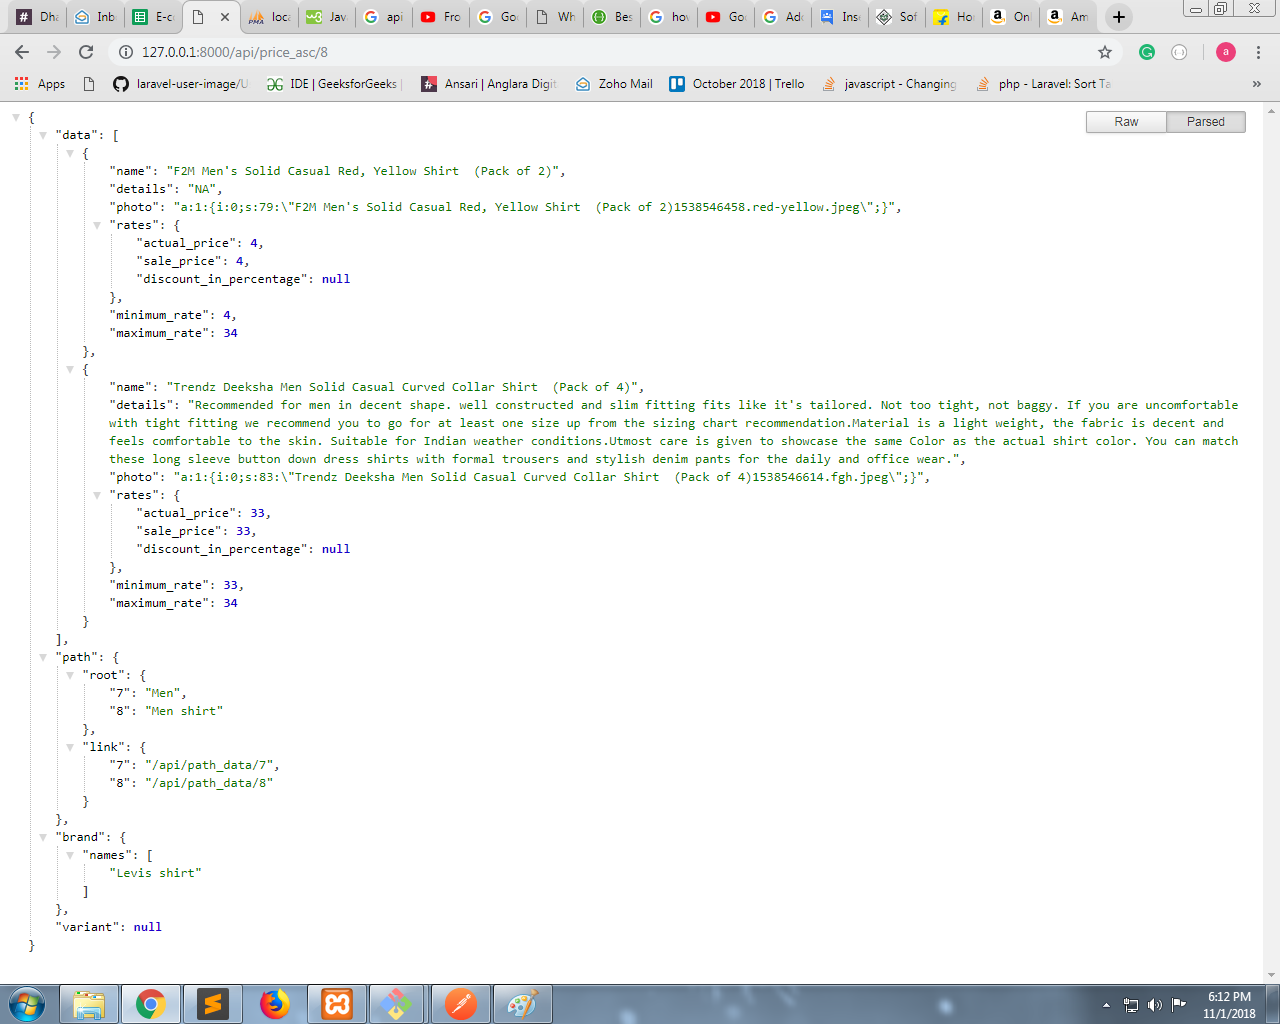 Dha
Inb
E-co
loca
Java
api
Fro
Goo
Wh
Bes
how
Goo
Add
Inse
Sof
Hor
Onl
Am
127.0.0.1:8000/api/price_asc/8
a
Apps
laravel-user-image/U
IDE | GeeksforGeeks |
Ansari | Anglara Digit
Zoho Mail
October 2018 | Trello
javascript - Changing
php - Laravel: Sort Ta
»
Raw
Parsed
{
"data": [
{
"name": "F2M Men's Solid Casual Red, Yellow Shirt  (Pack of 2)",
"details": "NA",
"photo": "a:1:{i:0;s:79:\"F2M Men's Solid Casual Red, Yellow Shirt  (Pack of 2)1538546458.red-yellow.jpeg\";}",
"rates": {
"actual_price": 4,
"sale_price": 4,
"discount_in_percentage": null
},
"minimum_rate": 4,
"maximum_rate": 34
},
{
"name": "Trendz Deeksha Men Solid Casual Curved Collar Shirt  (Pack of 4)",
"details": "Recommended for men in decent shape. well constructed and slim fitting fits like it's tailored. Not too tight, not baggy. If you are uncomfortable
with tight fitting we recommend you to go for at least one size up from the sizing chart recommendation.Material is a light weight, the fabric is decent and
feels comfortable to the skin. Suitable for Indian weather conditions.Utmost care is given to showcase the same Color as the actual shirt color. You can match
these long sleeve button down dress shirts with formal trousers and stylish denim pants for the daily and office wear.",
"photo": "a:1:{i:0;s:83:\"Trendz Deeksha Men Solid Casual Curved Collar Shirt  (Pack of 4)1538546614.fgh.jpeg\";}",
"rates": {
"actual_price": 33,
"sale_price": 33,
"discount_in_percentage": null
},
"minimum_rate": 33,
"maximum_rate": 34
}
],
"path": {
"root": {
"7": "Men",
"8": "Men shirt"
},
"link": {
"7": "/api/path_data/7",
"8": "/api/path_data/8"
}
},
"brand": {
"names": [
"Levis shirt"
]
},
"variant": null
}
6:12 PM
11/1/2018